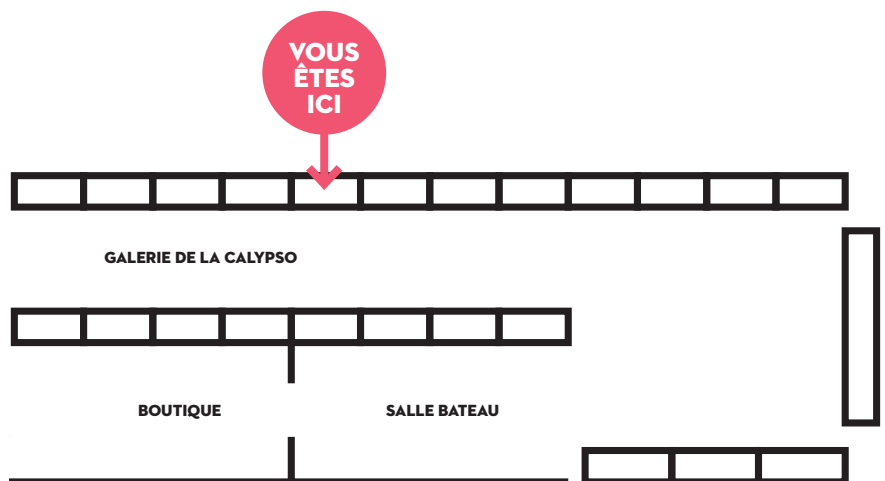 VOUS
ÊTES
ICI
GALERIE DE LA CALYPSO
BOUTIQUE
SALLE BATEAU